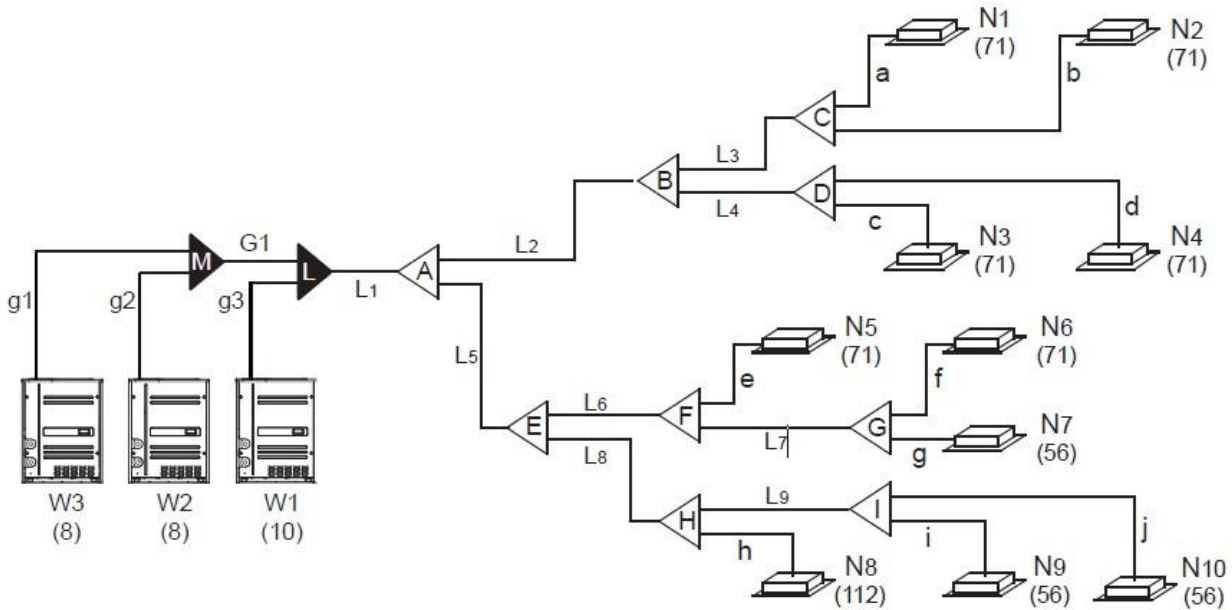 N1
(71)
N2
(71)
a
b
C
L3
B
L4
D
c
d
N3
(71)
N4
(71)
L2
G1
M
L
A
L1
g1
g2
g3
L5
N5
(71)
N6
(71)
e
f
L6
F
E
L7
G
g
N7
(56)
L8
L9
H
I
h
i
j
W3
(8)
W2
(8)
W1
(10)
N8
(112)
N9
(56)
N10
(56)